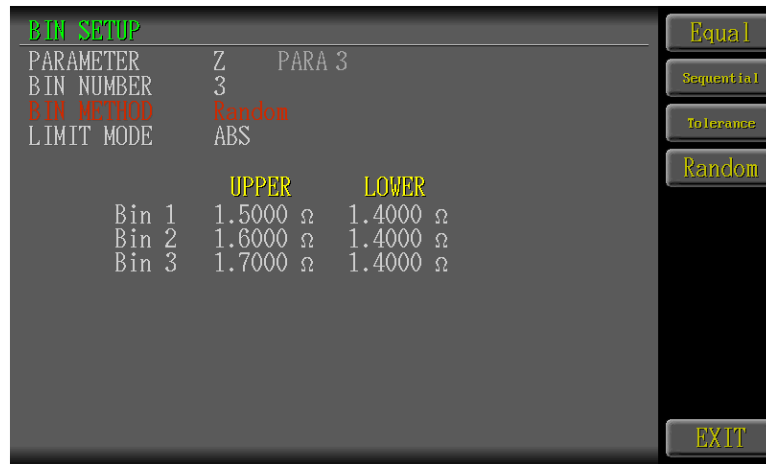 BIN SETUP
PARAMETER Z PARA 3
BIN NUMBER 3
BIN METHOD Random
LIMIT MODE ABS
UPPER LOWER
Bin 1 1.5000 Ω 1.4000 Ω
Bin 2 1.6000 Ω 1.4000 Ω
Bin 3 1.7000 Ω 1.4000 Ω
Equal
Sequential
Tolerance
Random
EXIT